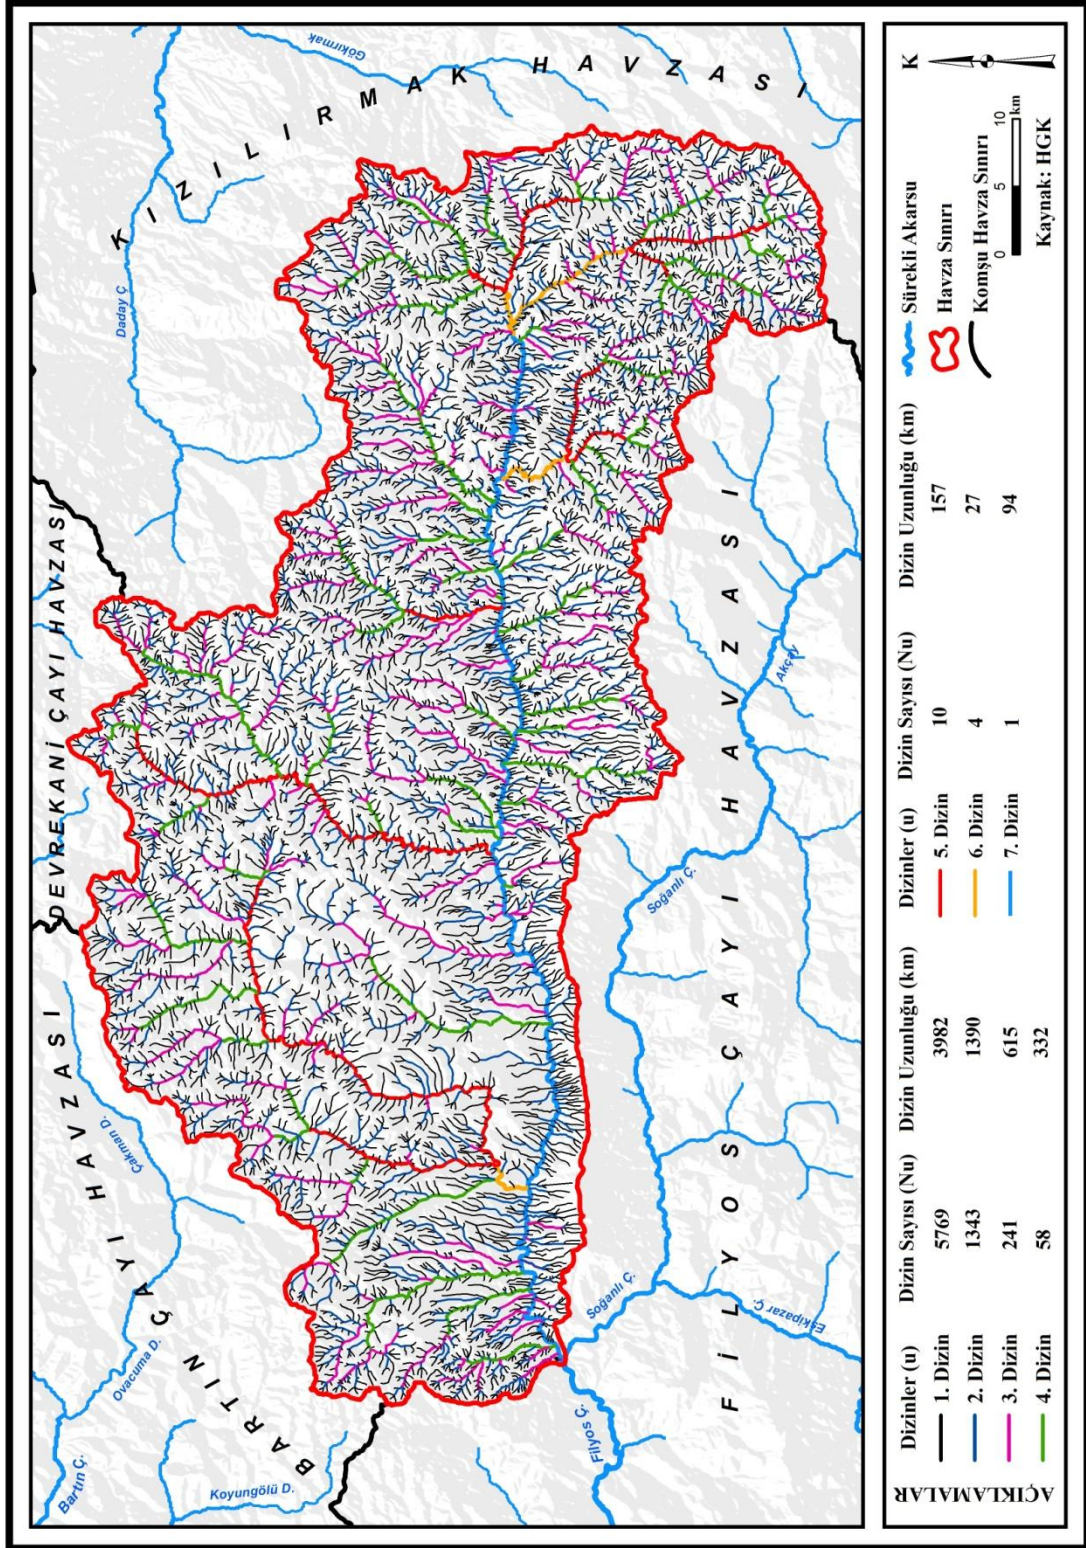 BARTIN ÇAYI HAVZASI
DEVREKANİ ÇAYI HAVZASI
KIZILIRMAK HAVZASI
FİLYOS ÇAYI HAVZASI
Bartın Ç.
Koyungölü D.
Ovacuma D.
Çakman D.
Daday Ç.
Gökırmak
Filyos Ç.
Soğanlı Ç.
Eskipazar Ç.
Soğanlı Ç.
Akçay
AÇIKLAMALAR
Dizinler (u) Dizin Sayısı (Nu) Dizin Uzunluğu (km) Dizinler (u) Dizin Sayısı (Nu) Dizin Uzunluğu (km)
1. Dizin 5769 3982 5. Dizin 10 157
2. Dizin 1343 1390 6. Dizin 4 27
3. Dizin 241 615 7. Dizin 1 94
4. Dizin 58 332
Sürekli Akarsu
Havza Sınırı
Komşu Havza Sınırı
K
0 5 10
km
Kaynak: HGK